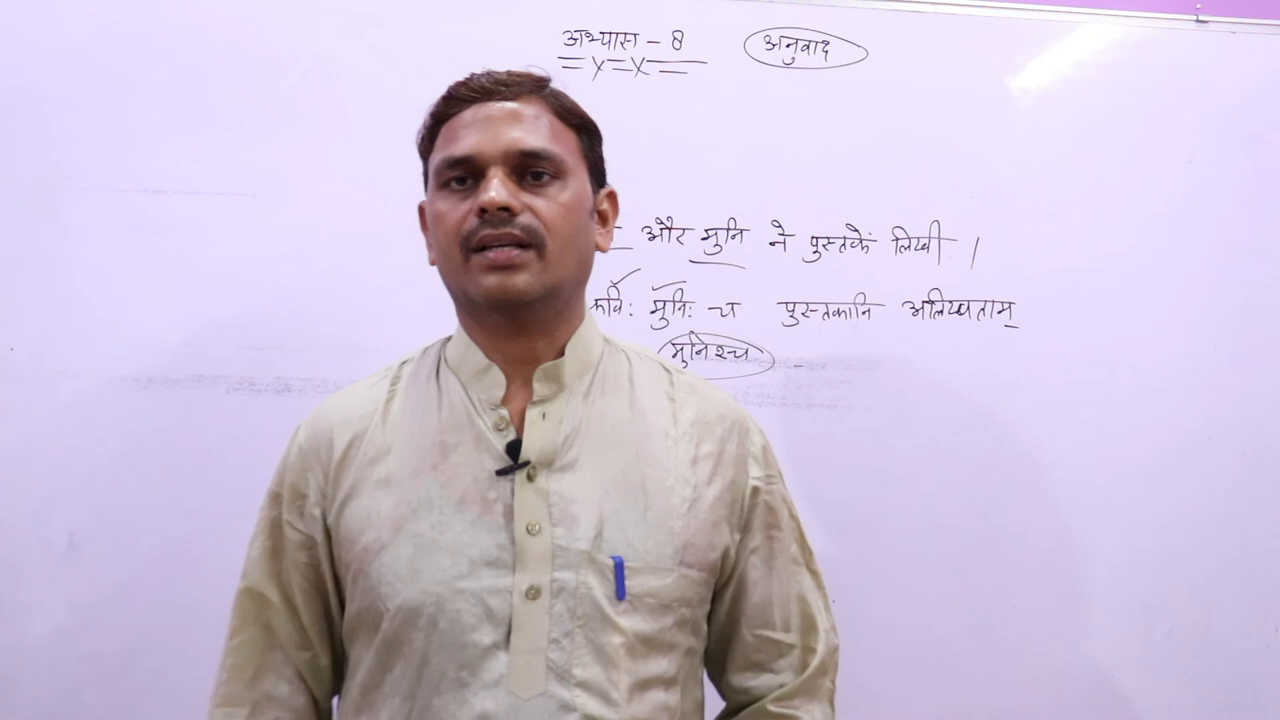 अभ्यास - 8 अनुवाद
और मुनि ने पुस्तकें लिखी ।
कविः मुनिः च पुस्तकानि अलिखताम्
मुनिश्च